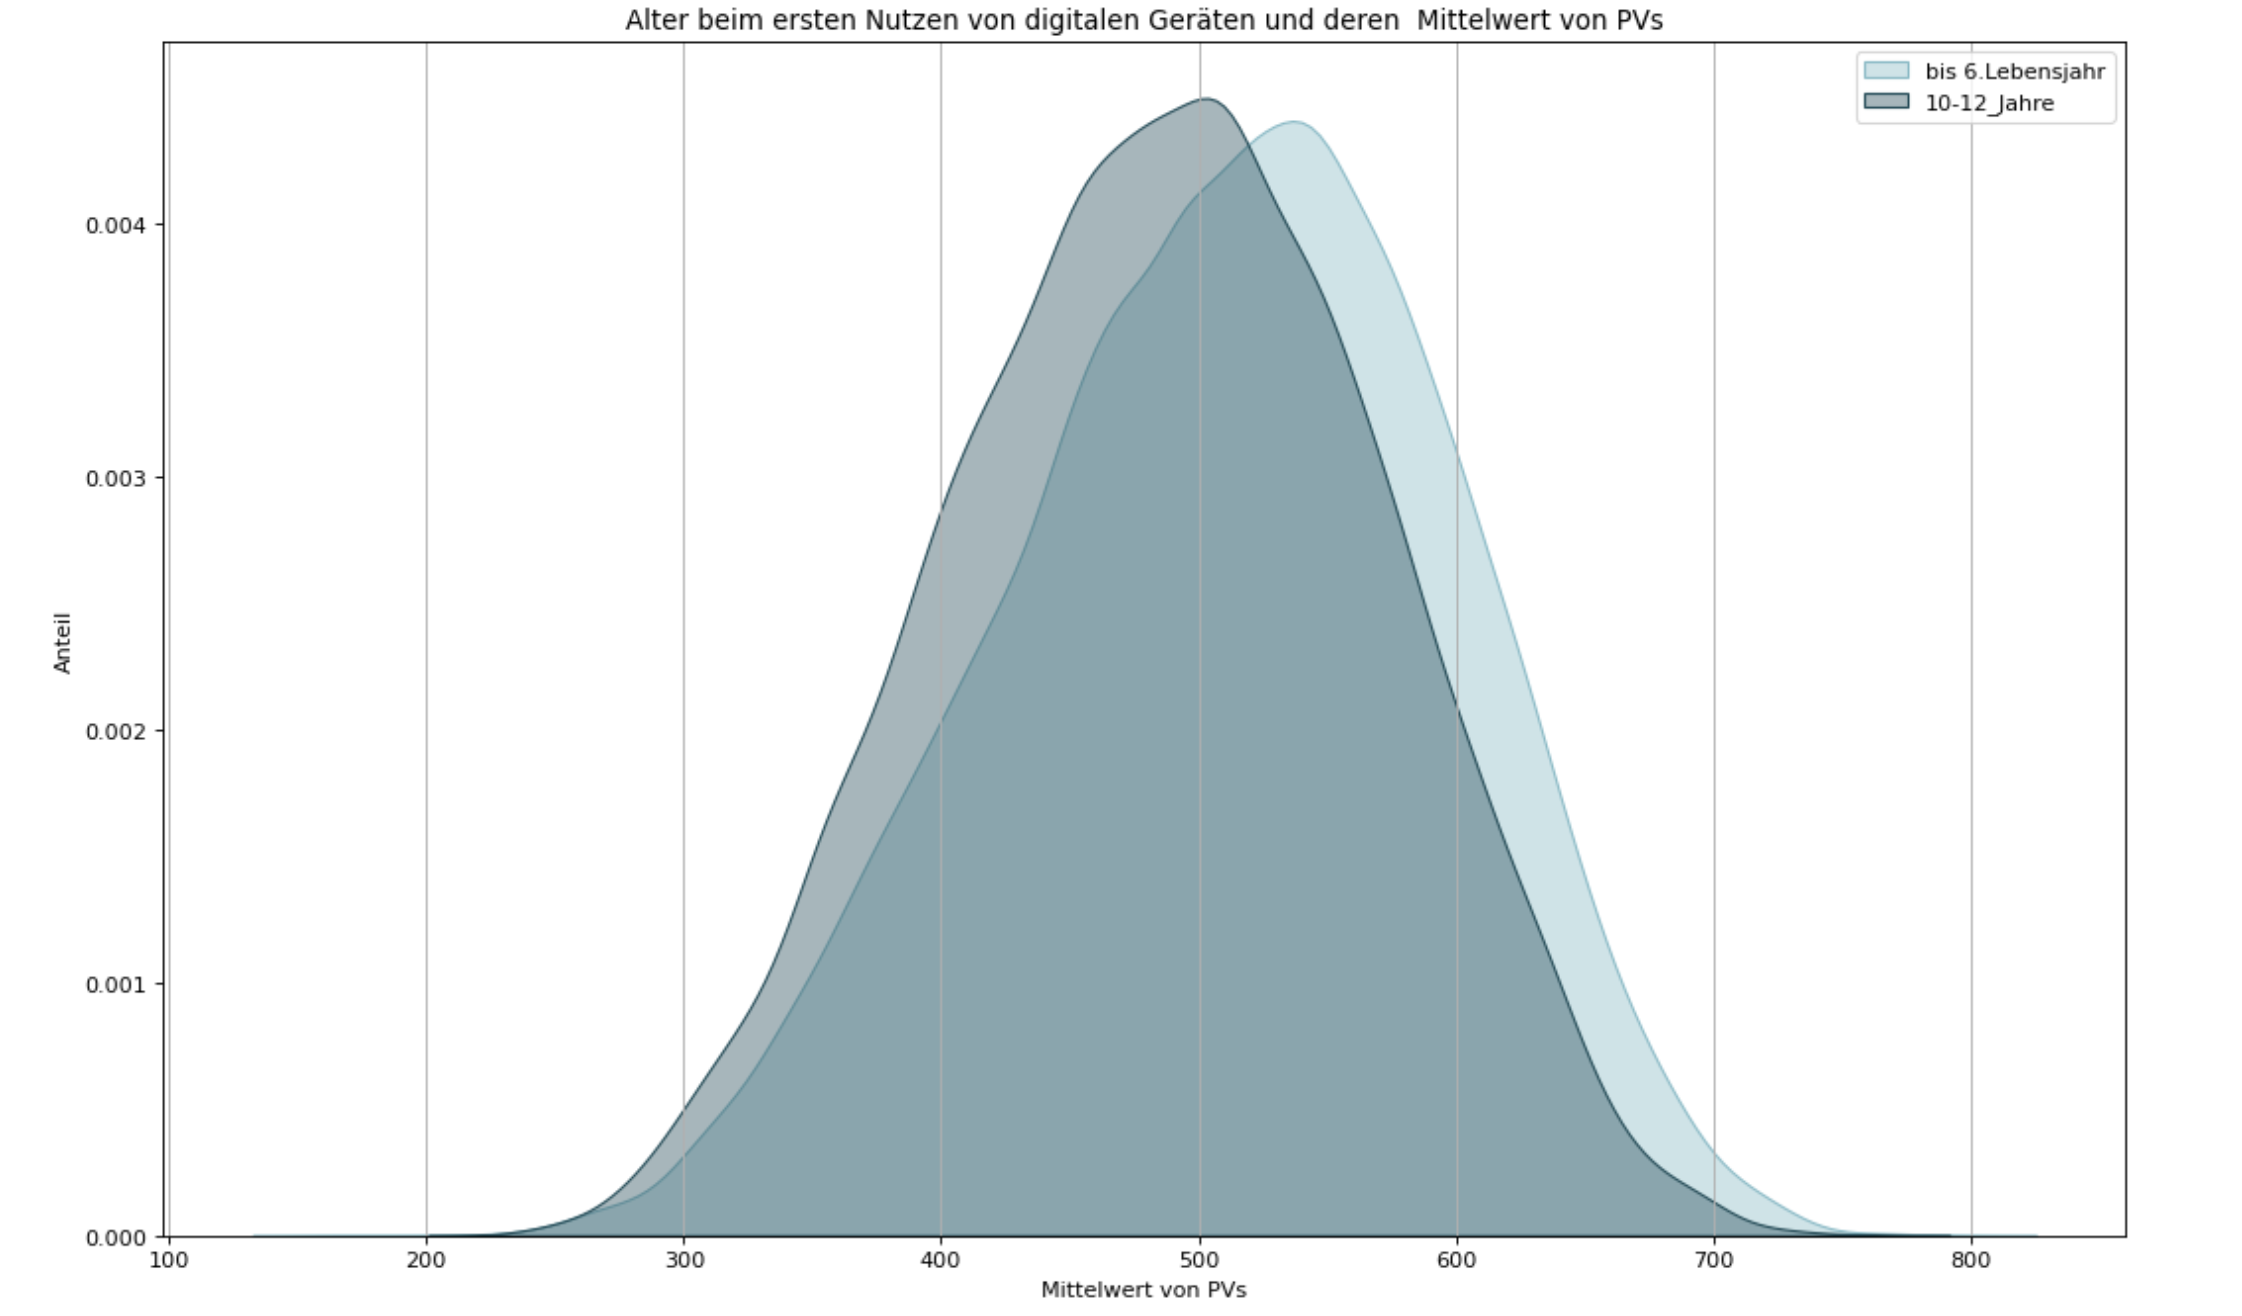 Alter beim ersten Nutzen von digitalen Geräten und deren  Mittelwert von PVs
bis 6.Lebensjahr
10-12_Jahre
0.004
0.003
0.002
0.001
0.000
Anteil
100 200 300 400 500 600 700 800
Mittelwert von PVs